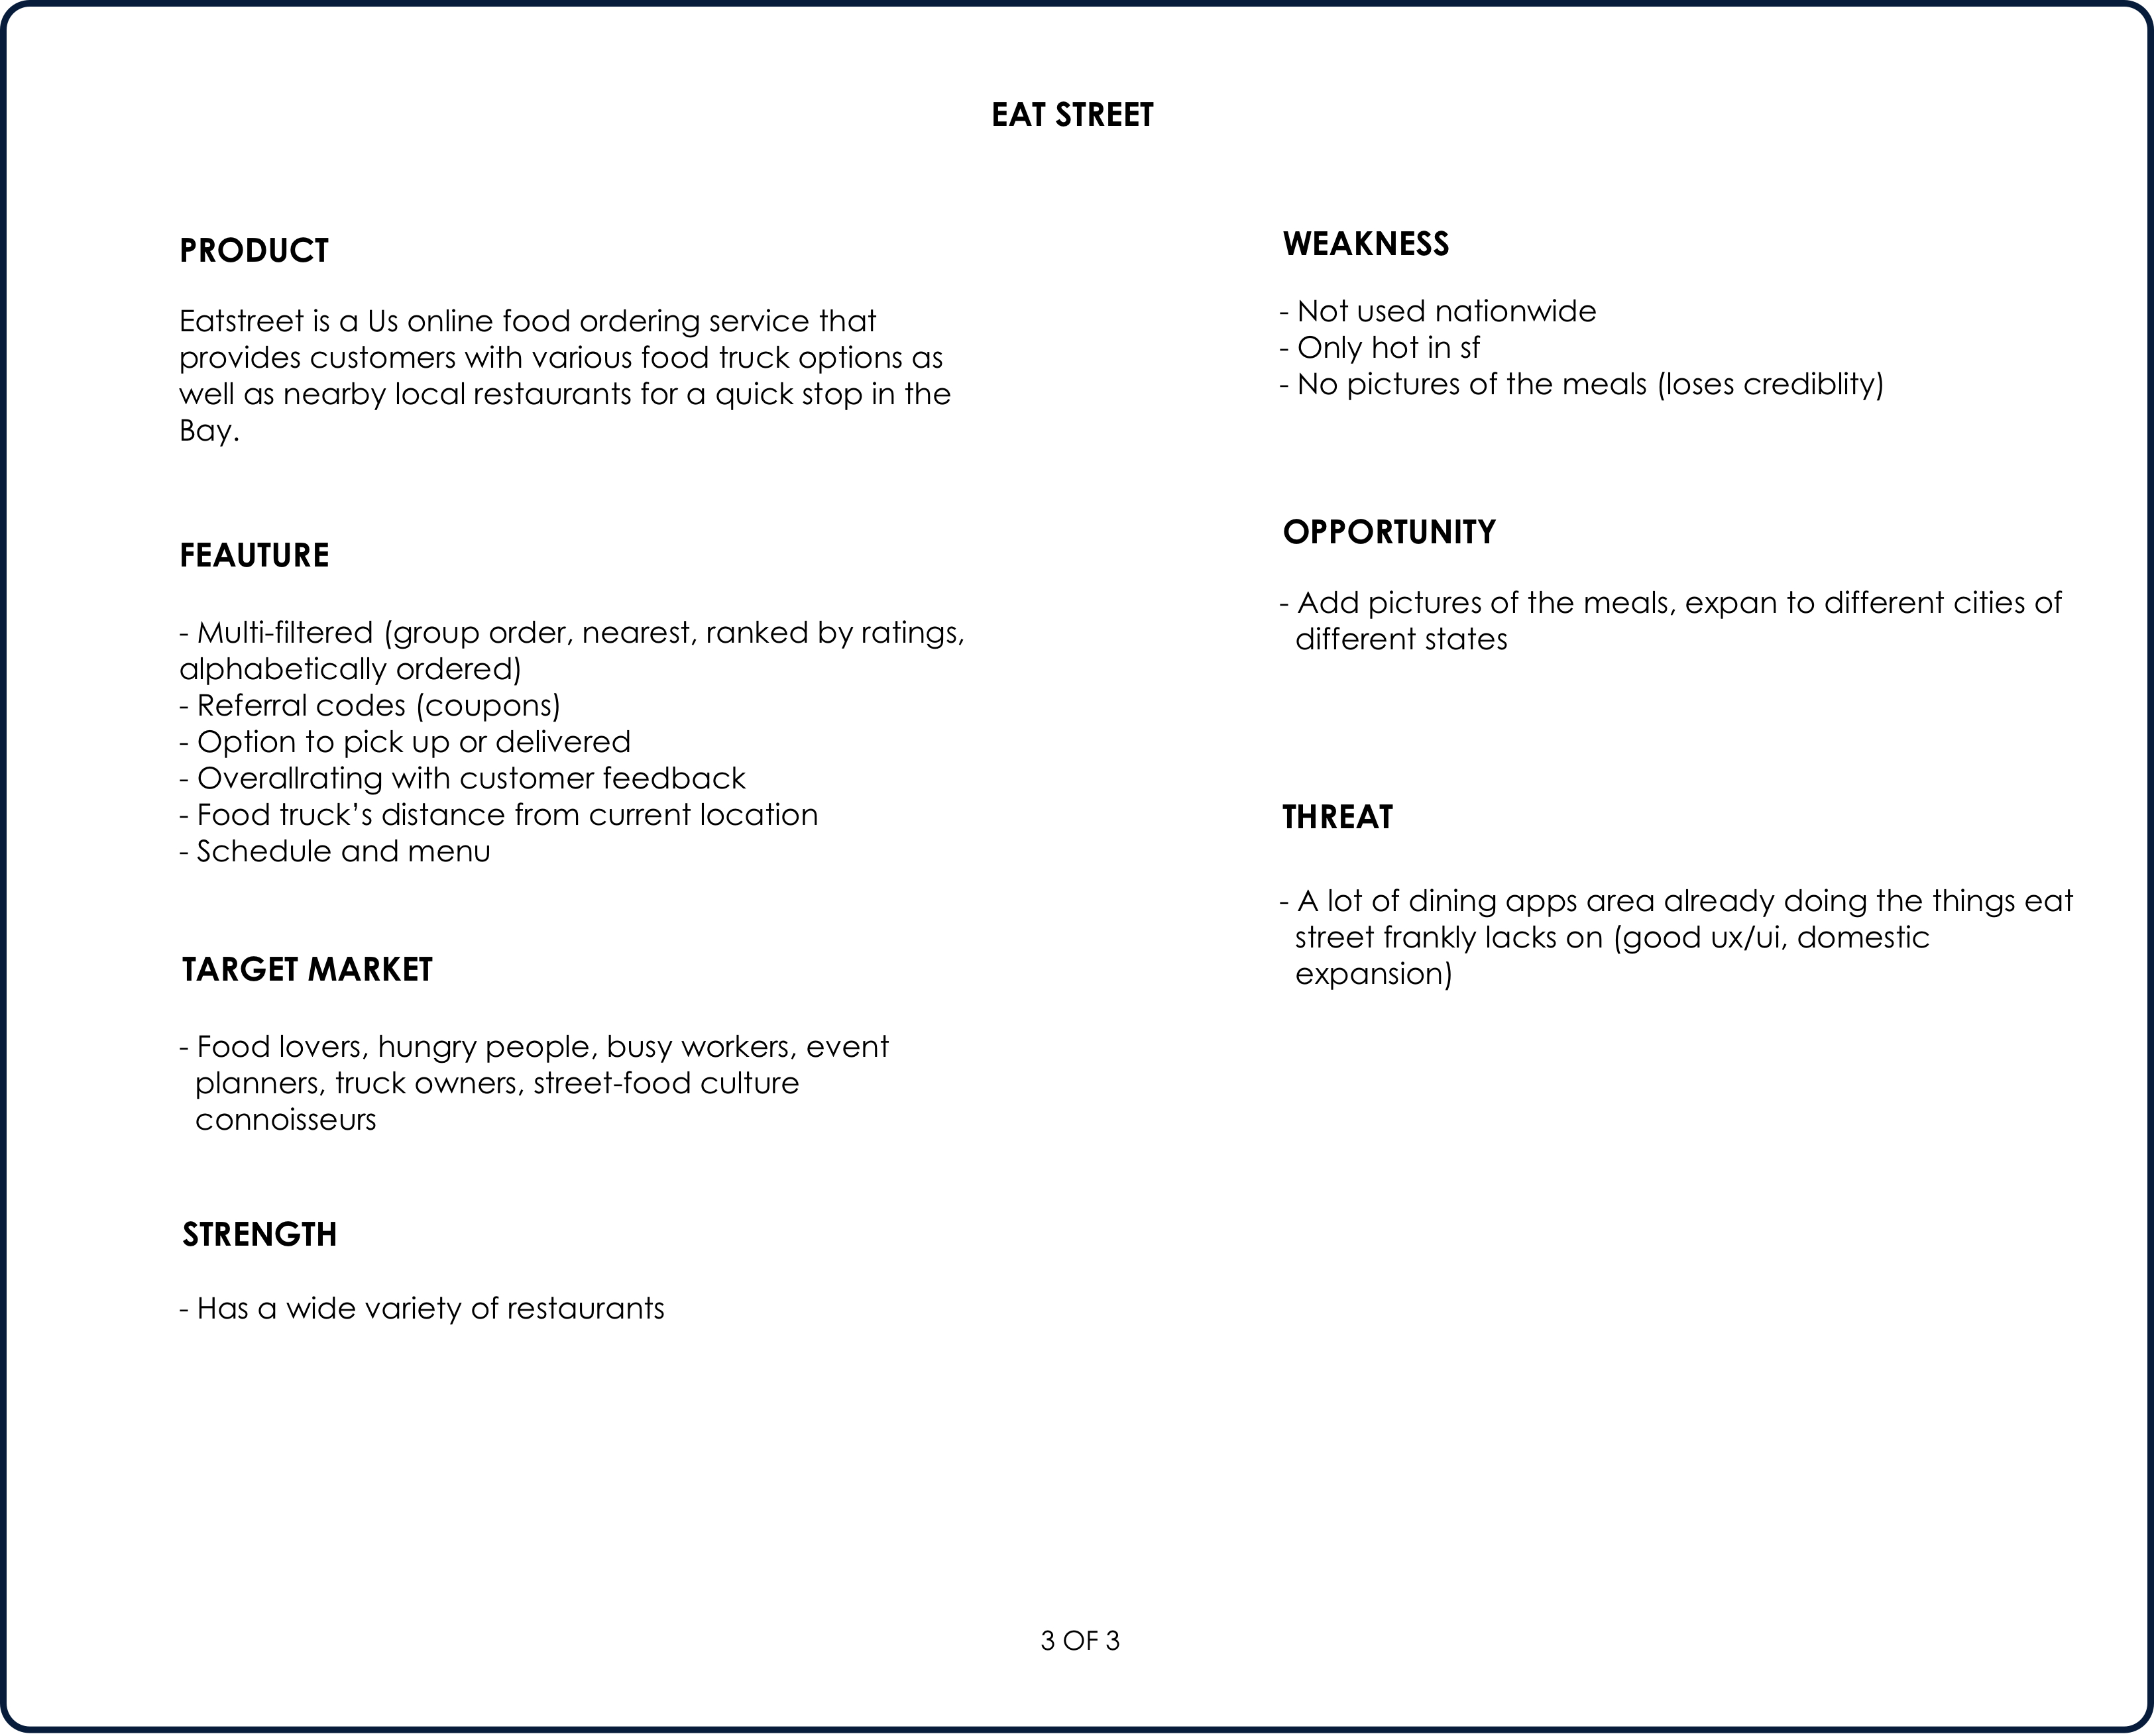 EAT STREET
PRODUCT
Eatstreet is a Us online food ordering service that
provides customers with various food truck options as
well as nearby local restaurants for a quick stop in the
Bay.
FEAUTURE
- Multi-filtered (group order, nearest, ranked by ratings,
alphabetically ordered)
- Referral codes (coupons)
- Option to pick up or delivered
- Overallrating with customer feedback
- Food truck’s distance from current location
- Schedule and menu
TARGET MARKET
- Food lovers, hungry people, busy workers, event
planners, truck owners, street-food culture
connoisseurs
STRENGTH
- Has a wide variety of restaurants
WEAKNESS
- Not used nationwide
- Only hot in sf
- No pictures of the meals (loses crediblity)
OPPORTUNITY
- Add pictures of the meals, expan to different cities of
different states
THREAT
- A lot of dining apps area already doing the things eat
street frankly lacks on (good ux/ui, domestic
expansion)
3 OF 3